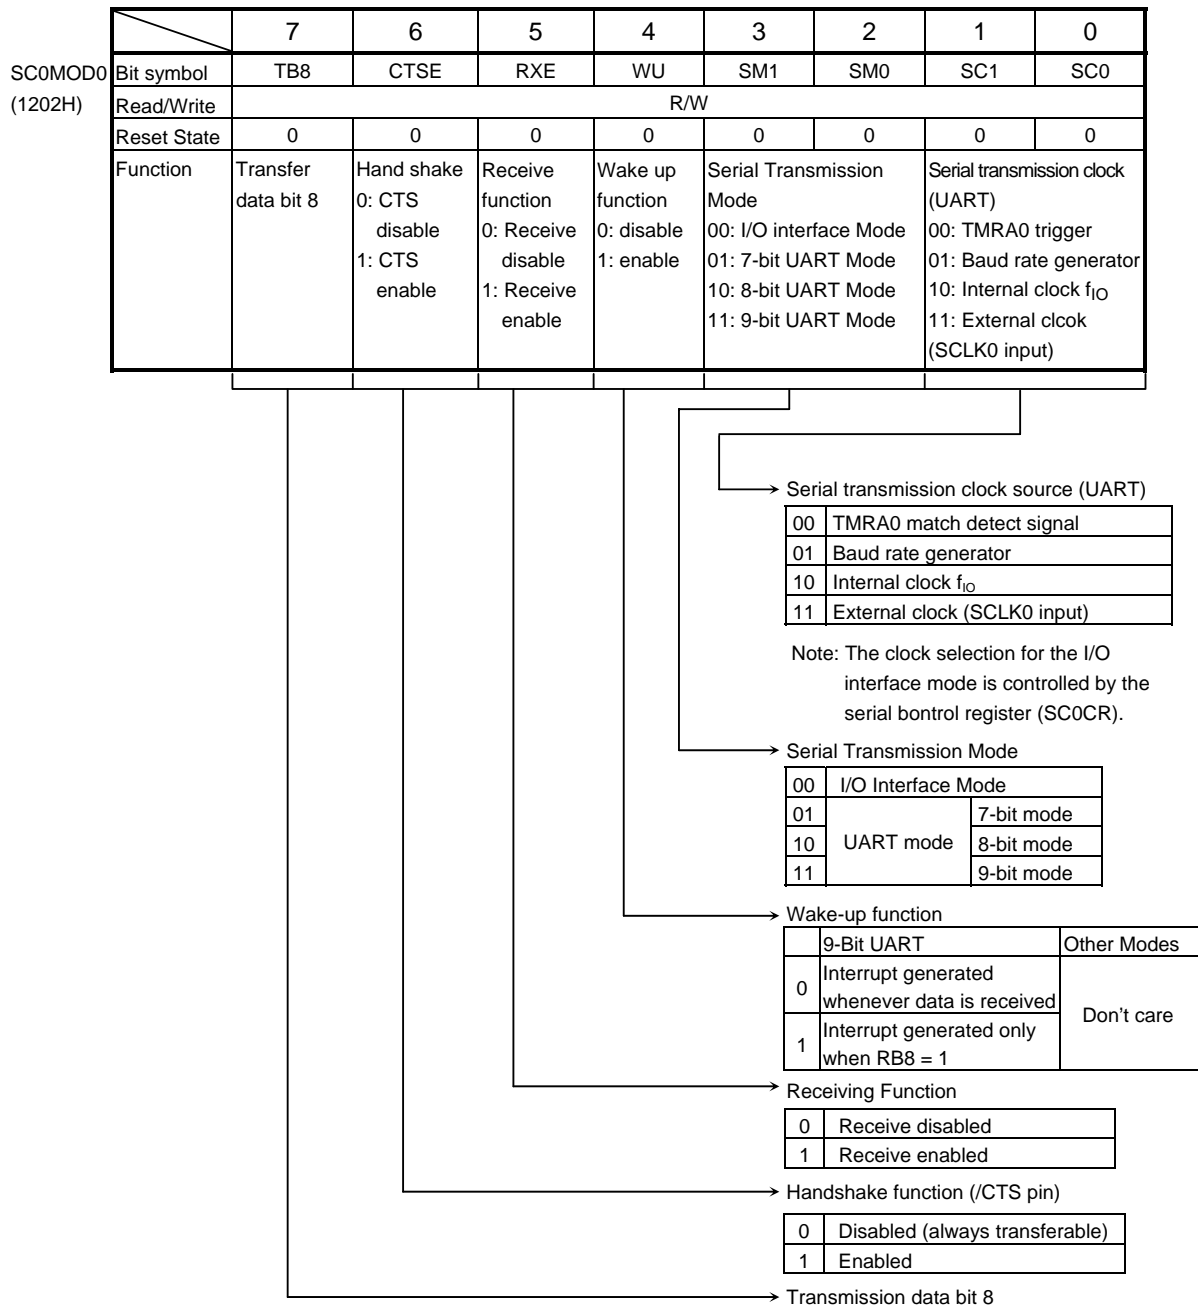 7 6 5 4 3 2 1 0
SC0MOD0 Bit symbol TB8 CTSE RXE WU SM1 SM0 SC1 SC0
(1202H) Read/Write R/W
Reset State 0 0 0 0 0 0 0 0
Function
Transfer
data bit 8
Hand shake
0: CTS
disable
1: CTS
enable
Receive
function
0: Receive
disable
1: Receive
enable
Wake up
function
0: disable
1: enable
Serial Transmission
Mode
00: I/O interface Mode
01: 7-bit UART Mode
10: 8-bit UART Mode
11: 9-bit UART Mode
Serial transmission clock
(UART)
00: TMRA0 trigger
01: Baud rate generator
10: Internal clock fIO
11: External clcok
(SCLK0 input)
Serial transmission clock source (UART)
00 TMRA0 match detect signal
01 Baud rate generator
10 Internal clock fIO
11 External clock (SCLK0 input)
Note: The clock selection for the I/O
interface mode is controlled by the
serial bontrol register (SC0CR).
Serial Transmission Mode
00 I/O Interface Mode
01 7-bit mode
10 UART mode 8-bit mode
11 9-bit mode
Wake-up function
9-Bit UART Other Modes
0 Interrupt generated
whenever data is received
Don't care
1 Interrupt generated only
when RB8 = 1
Receiving Function
0 Receive disabled
1 Receive enabled
Handshake function (/CTS pin)
0 Disabled (always transferable)
1 Enabled
Transmission data bit 8